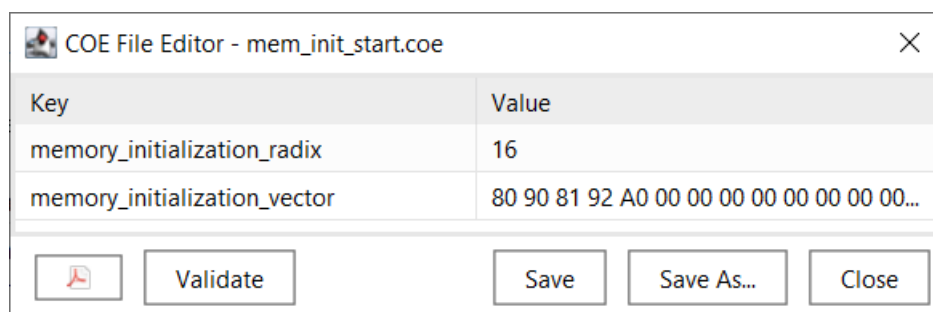 COE File Editor - mem_init_start.coe
Key Value
memory_initialization_radix 16
memory_initialization_vector 80 90 81 92 A0 00 00 00 00 00 00 00...
Validate Save Save As... Close